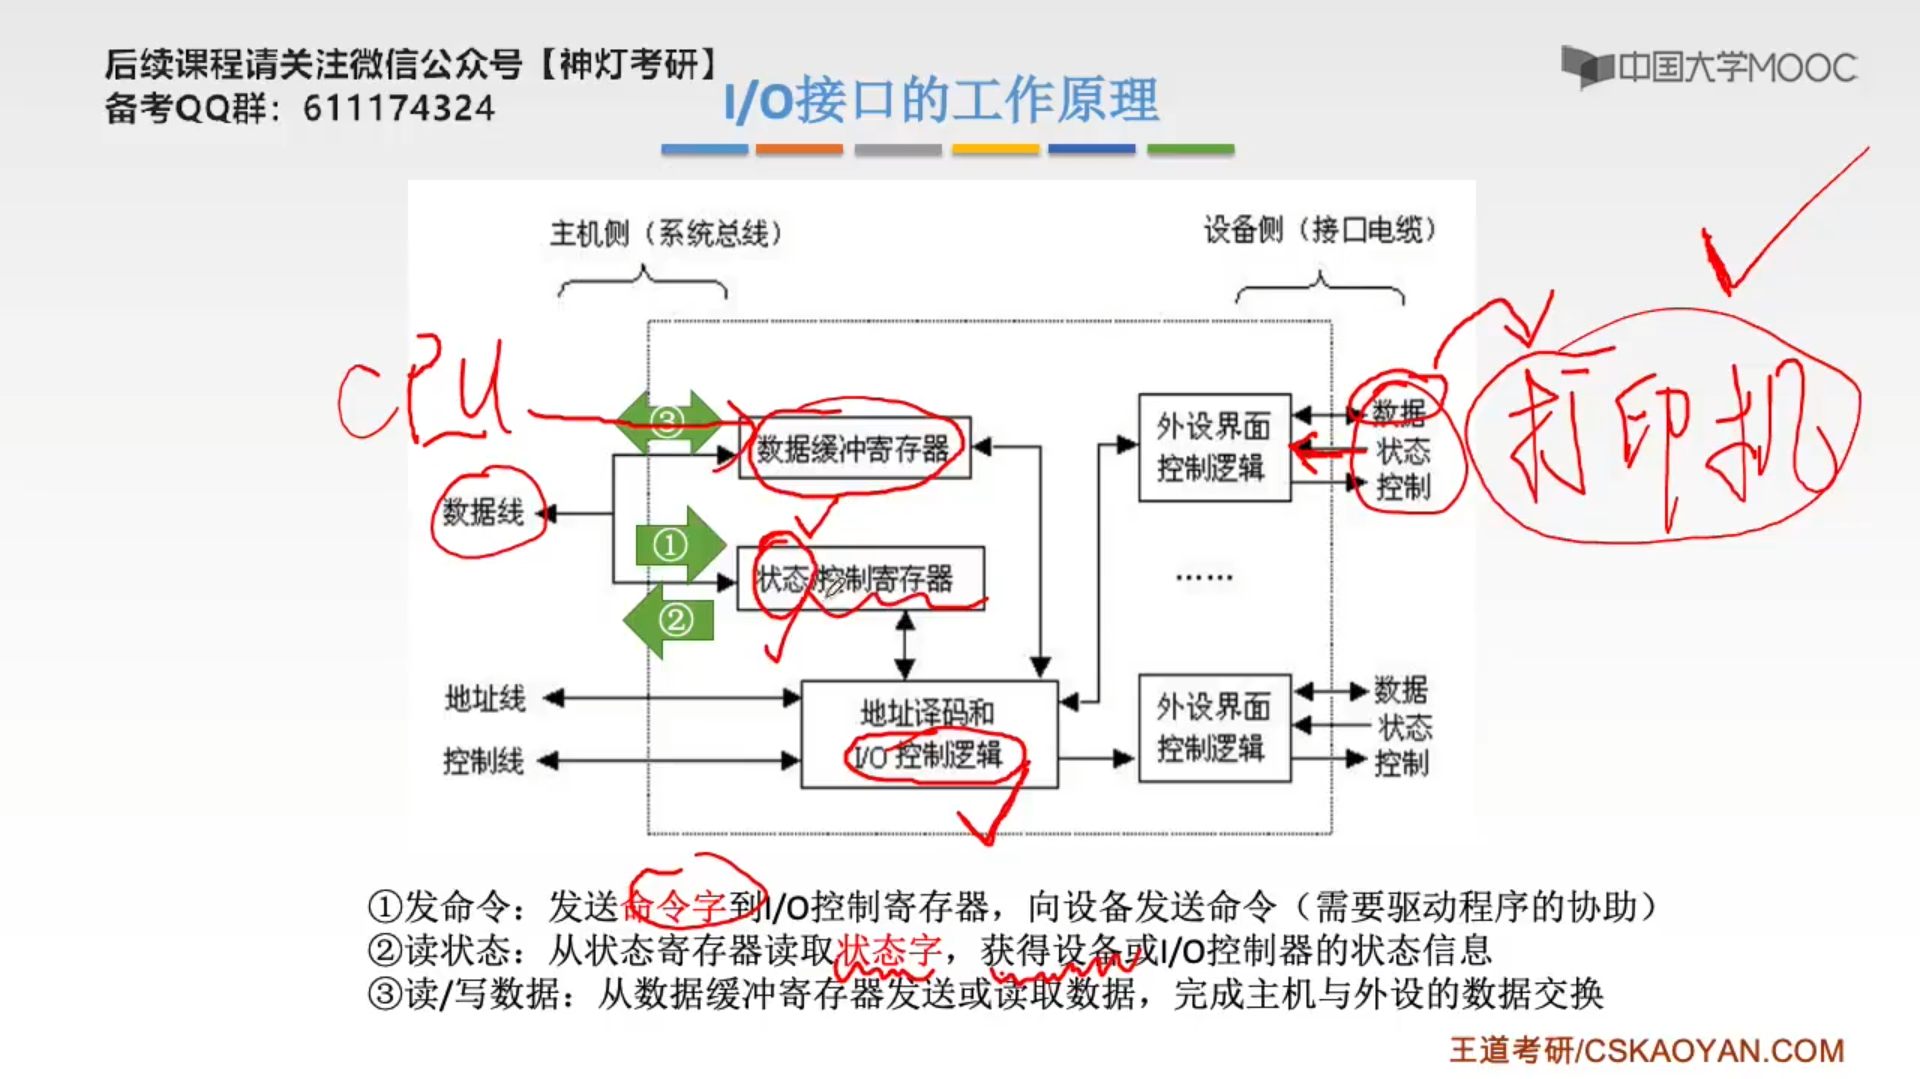 后续课程请关注微信公众号【神灯考研】
备考QQ群：611174324
中国大学MOOC
I/O接口的工作原理
主机侧（系统总线）
设备侧（接口电缆）
CPU
③
数据缓冲寄存器
外设界面
控制逻辑
数据
状态
控制
打印机
数据线
①
状态/控制寄存器
②
……
地址线
控制线
地址译码和
I/O 控制逻辑
外设界面
控制逻辑
数据
状态
控制
①发命令：发送命令字到I/O控制寄存器，向设备发送命令（需要驱动程序的协助）
②读状态：从状态寄存器读取状态字，获得设备或I/O控制器的状态信息
③读/写数据：从数据缓冲寄存器发送或读取数据，完成主机与外设的数据交换
王道考研/CSKAOYAN.COM